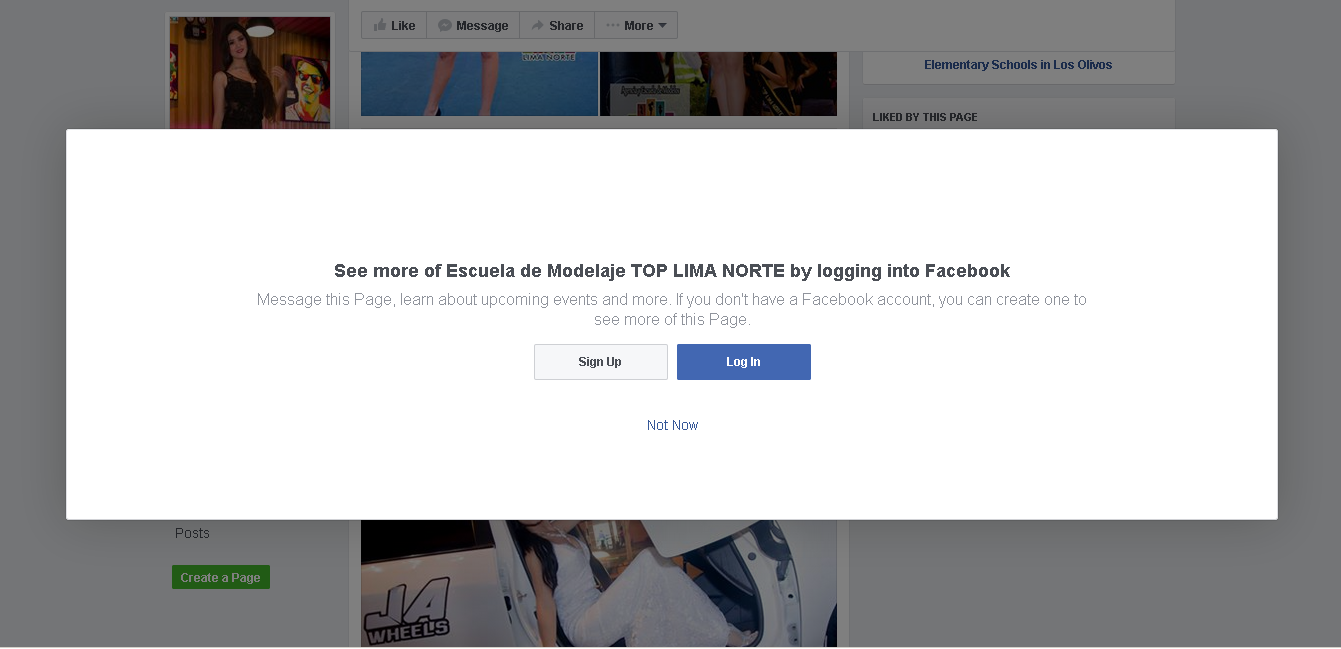 Like Message Share More
LIMA NORTE
Elementary Schools in Los Olivos
LIKED BY THIS PAGE
See more of Escuela de Modelaje TOP LIMA NORTE by logging into Facebook
Message this Page, learn about upcoming events and more. If you don't have a Facebook account, you can create one to
see more of this Page.
Sign Up Log In
Not Now
Posts
Create a Page
JA
WHEELS